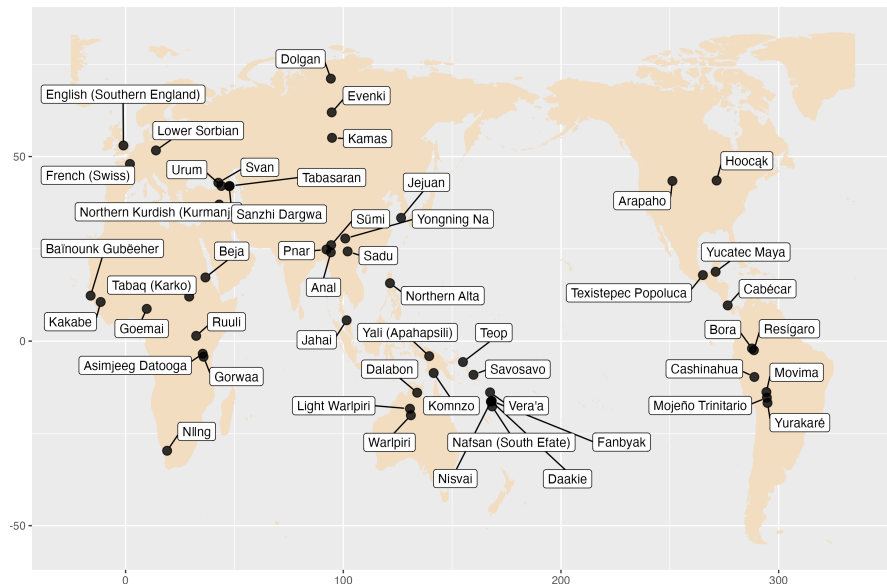 Dolgan
English (Southern England)
Evenki
Lower Sorbian
Kamas
50
French (Swiss)
Urum
Svan
Tabasaran
Hoocąk
Jejuan
Arapaho
Northern Kurdish (Kurmanj
Sanzhi Dargwa
Sümi
Yongning Na
Baïnounk Gubëeher
Beja
Pnar
Sadu
Yucatec Maya
Tabaq (Karko)
Anal
Northern Alta
Texistepec Popoluca
Cabécar
Kakabe
Goemai
Ruuli
Jahai
Yali (Apahapsili)
Teop
Bora
Resígaro
0
Asimjeeg Datooga
Gorwaa
Dalabon
Savosavo
Cashinahua
Movima
Light Warlpiri
Komnzo
Vera'a
Mojeño Trinitario
Yurakaré
Nǁng
Warlpiri
Nafsan (South Efate)
Fanbyak
Nisvai
Daakie
-50
0
100
200
300